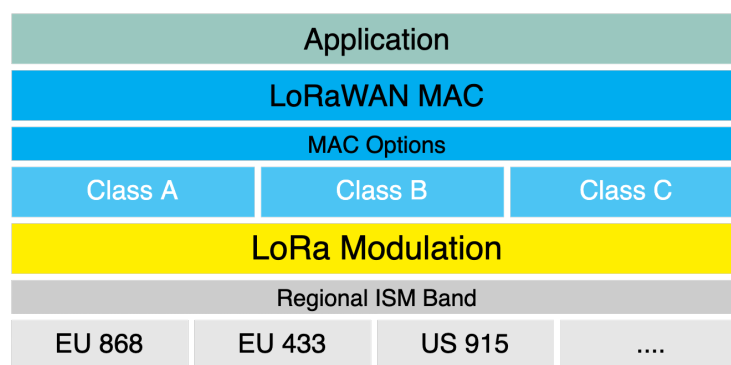 Application
LoRaWAN MAC
MAC Options
Class A Class B Class C
LoRa Modulation
Regional ISM Band
EU 868 EU 433 US 915 ....